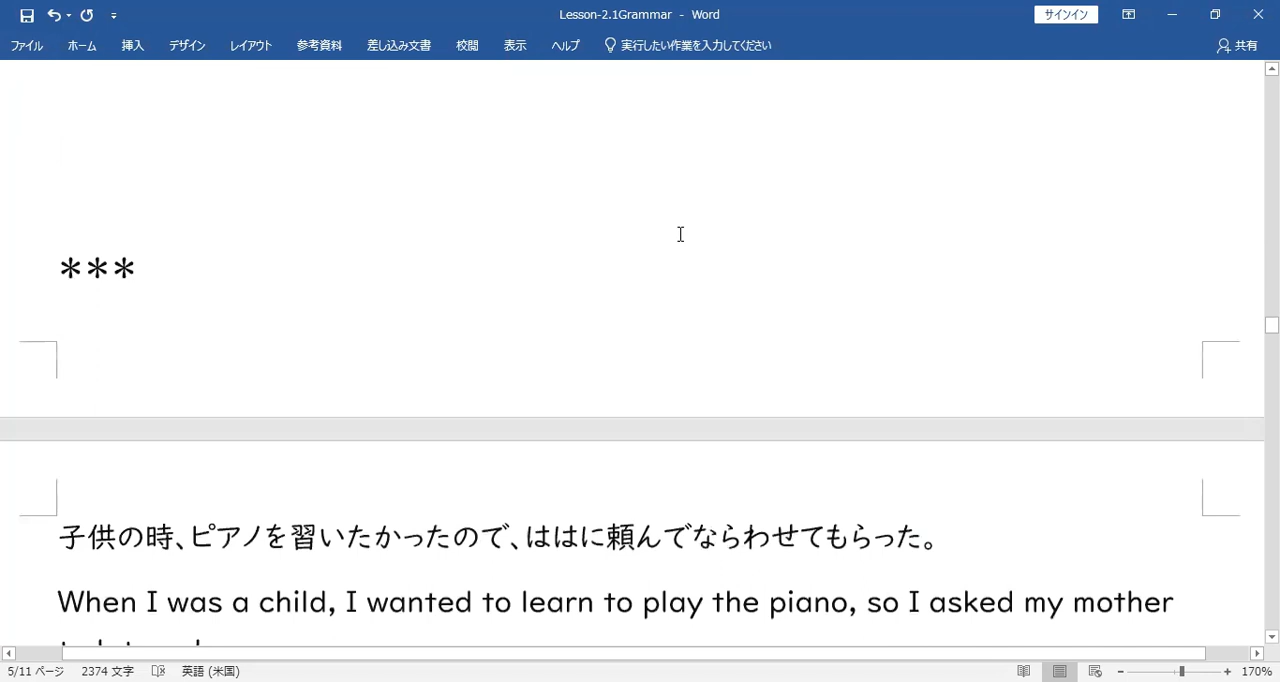 Lesson-2.1Grammar - Word
サインイン
ファイル ホーム 挿入 デザイン レイアウト 参考資料 差し込み文書 校閲 表示 ヘルプ 実行したい作業を入力してください 共有
＊＊＊
子供の時、ピアノを習いたかったので、ははに頼んでならわせてもらった。
When I was a child, I wanted to learn to play the piano, so I asked my mother
5/11 ページ 2374 文字 英語 (米国) 170%